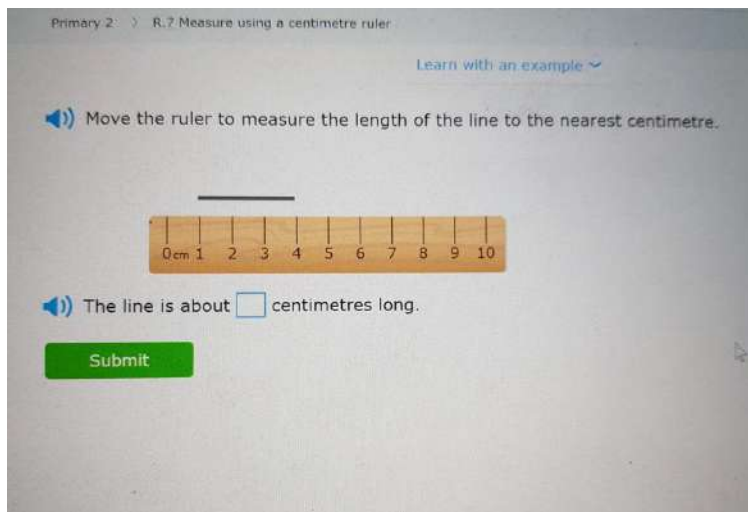 Primary 2 > R.7 Measure using a centimetre ruler
Learn with an example
Move the ruler to measure the length of the line to the nearest centimetre.
0 cm 1 2 3 4 5 6 7 8 9 10
The line is about centimetres long.
Submit